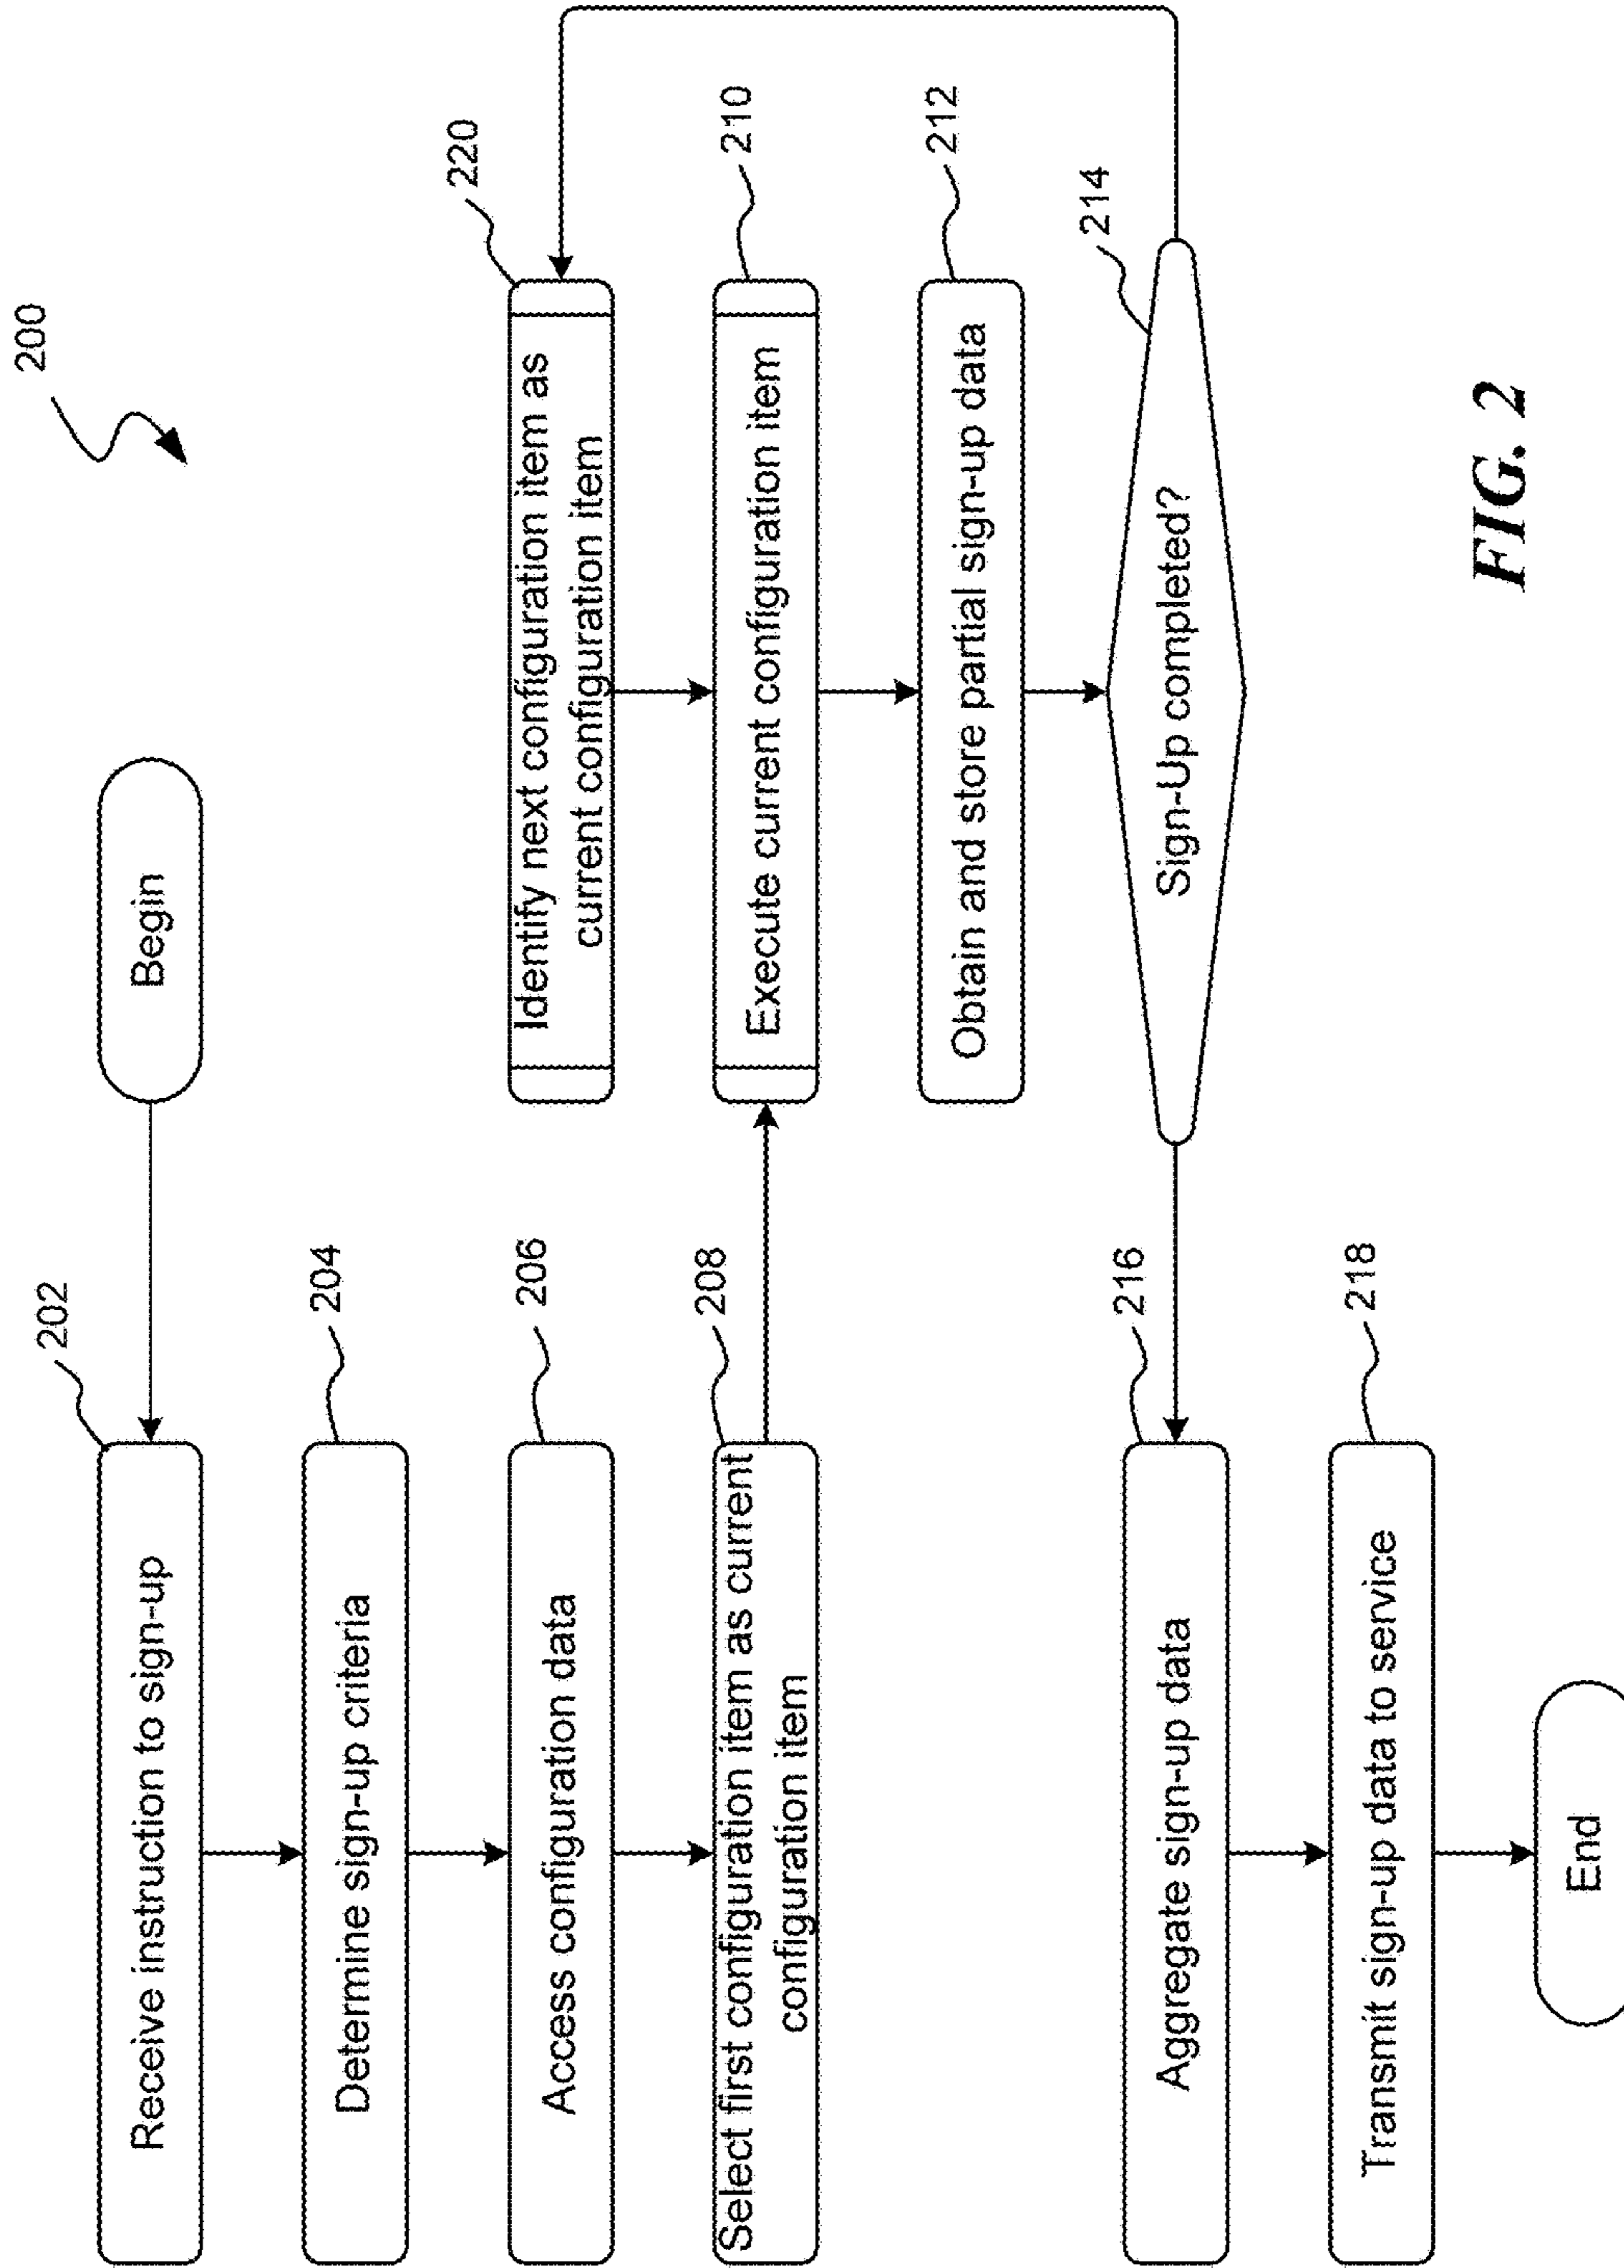 200
Begin
202
Receive instruction to sign-up
204
Determine sign-up criteria
206
Access configuration data
208
Select first configuration item as current
configuration item
220
Identify next configuration item as
current configuration item
210
Execute current configuration item
212
Obtain and store partial sign-up data
214
Sign-Up completed?
216
Aggregate sign-up data
218
Transmit sign-up data to service
End
FIG. 2